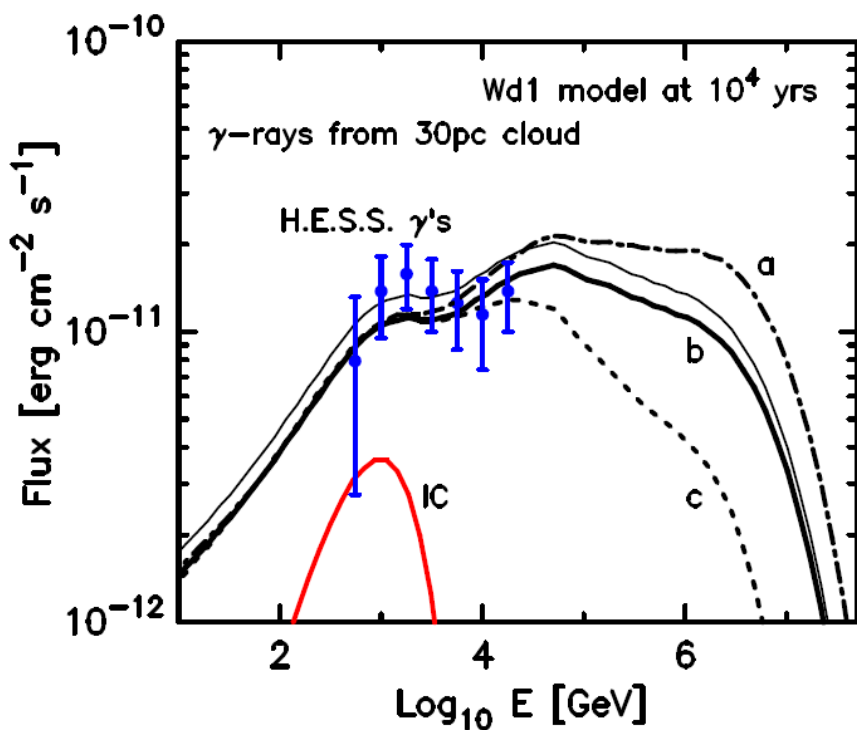 10⁻¹⁰
Wd1 model at 10⁴ yrs
γ−rays from 30pc cloud
H.E.S.S. γ's
a
10⁻¹¹
b
IC
c
10⁻¹²
2 4 6
Log₁₀ E [GeV]
Flux [erg cm⁻² s⁻¹]